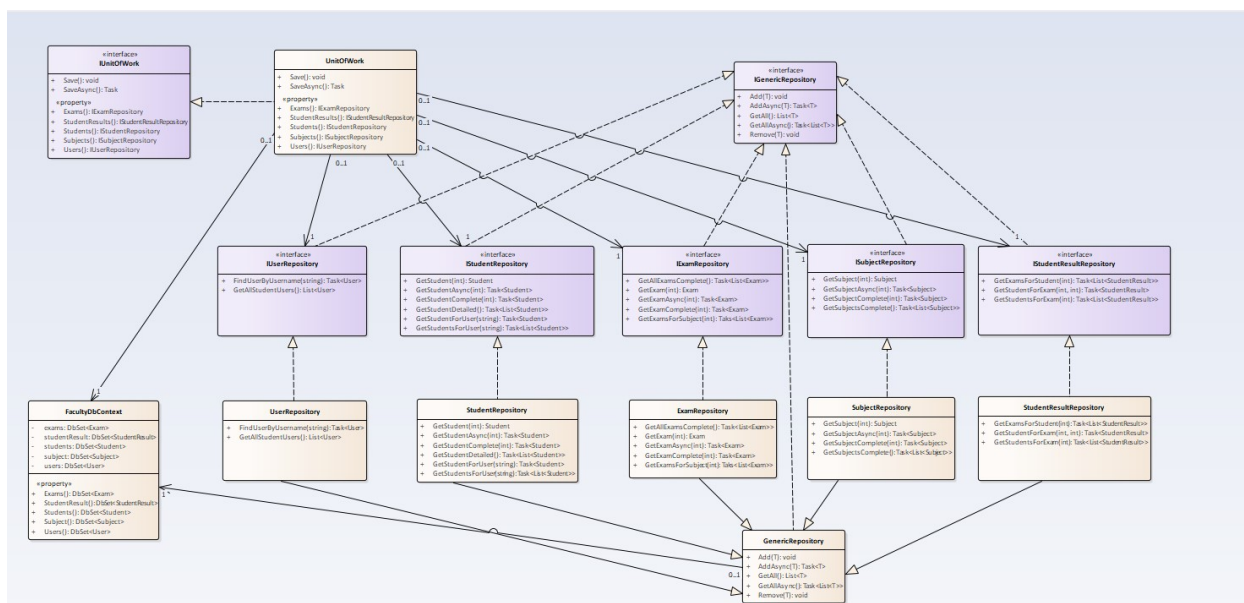 «interface»
IUnitOfWork
+ Save(): void
+ SaveAsync(): Task
«property»
+ Exams(): IExamRepository
+ StudentResults(): IStudentResultRepository
+ Students(): IStudentRepository
+ Subjects(): ISubjectRepository
+ Users(): IUserRepository
UnitOfWork
+ Save(): void
+ SaveAsync(): Task
«property»
+ Exams(): IExamRepository
+ StudentResults(): IStudentResultRepository
+ Students(): IStudentRepository
+ Subjects(): ISubjectRepository
+ Users(): IUserRepository
«interface»
IGenericRepository
+ Add(T): void
+ AddAsync(T): Task<T>
+ GetAll(): List<T>
+ GetAllAsync(): Task<List<T>>
+ Remove(T): void
0..1
0..1
0..1
0..1
0..1
0..1
1
1
1
1
1
«interface»
IUserRepository
+ FindUserByUsername(string): Task<User>
+ GetAllStudentUsers(): List<User>
«interface»
IStudentRepository
+ GetStudent(int): Student
+ GetStudentAsync(int): Task<Student>
+ GetStudentComplete(int): Task<Student>
+ GetStudentDetailed(): Task<List<Student>>
+ GetStudentForUser(string): Task<Student>
+ GetStudentsForUser(string): Task<List<Student>>
«interface»
IExamRepository
+ GetAllExamsComplete(): Task<List<Exam>>
+ GetExam(int): Exam
+ GetExamAsync(int): Task<Exam>
+ GetExamComplete(int): Task<Exam>
+ GetExamsForSubject(int): Taks<List<Exam>>
«interface»
ISubjectRepository
+ GetSubject(int): Subject
+ GetSubjectAsync(int): Task<Subject>
+ GetSubjectComplete(int): Task<Subject>
+ GetSubjectsComplete(): Task<List<Subject>>
«interface»
IStudentResultRepository
+ GetExamsForStudent(int): Task<List<StudentResult>>
+ GetStudentForExam(int, int): Task<StudentResult>
+ GetStudentsForExam(int): Task<List<StudentResult>>
1
FacultyDbContext
- exams: DbSet<Exam>
- studentResult: DbSet<StudentResult>
- students: DbSet<Student>
- subject: DbSet<Subject>
- users: DbSet<User>
«property»
+ Exams(): DbSet<Exam>
+ StudentResult(): DbSet<StudentResult>
+ Students(): DbSet<Student>
+ Subject(): DbSet<Subject>
+ Users(): DbSet<User>
1*
UserRepository
+ FindUserByUsername(string): Task<User>
+ GetAllStudentUsers(): List<User>
StudentRepository
+ GetStudent(int): Student
+ GetStudentAsync(int): Task<Student>
+ GetStudentComplete(int): Task<Student>
+ GetStudentDetailed(): Task<List<Student>>
+ GetStudentForUser(string): Task<Student>
+ GetStudentsForUser(string): Task<List<Student>>
ExamRepository
+ GetAllExamsComplete(): Task<List<Exam>>
+ GetExam(int): Exam
+ GetExamAsync(int): Task<Exam>
+ GetExamComplete(int): Task<Exam>
+ GetExamsForSubject(int): Taks<List<Exam>>
SubjectRepository
+ GetSubject(int): Subject
+ GetSubjectAsync(int): Task<Subject>
+ GetSubjectComplete(int): Task<Subject>
+ GetSubjectsComplete(): Task<List<Subject>>
StudentResultRepository
+ GetExamsForStudent(int): Task<List<StudentResult>>
+ GetStudentForExam(int, int): Task<StudentResult>
+ GetStudentsForExam(int): Task<List<StudentResult>>
GenericRepository
+ Add(T): void
+ AddAsync(T): Task<T>
+ GetAll(): List<T>
+ GetAllAsync(): Task<List<T>>
+ Remove(T): void
0..1